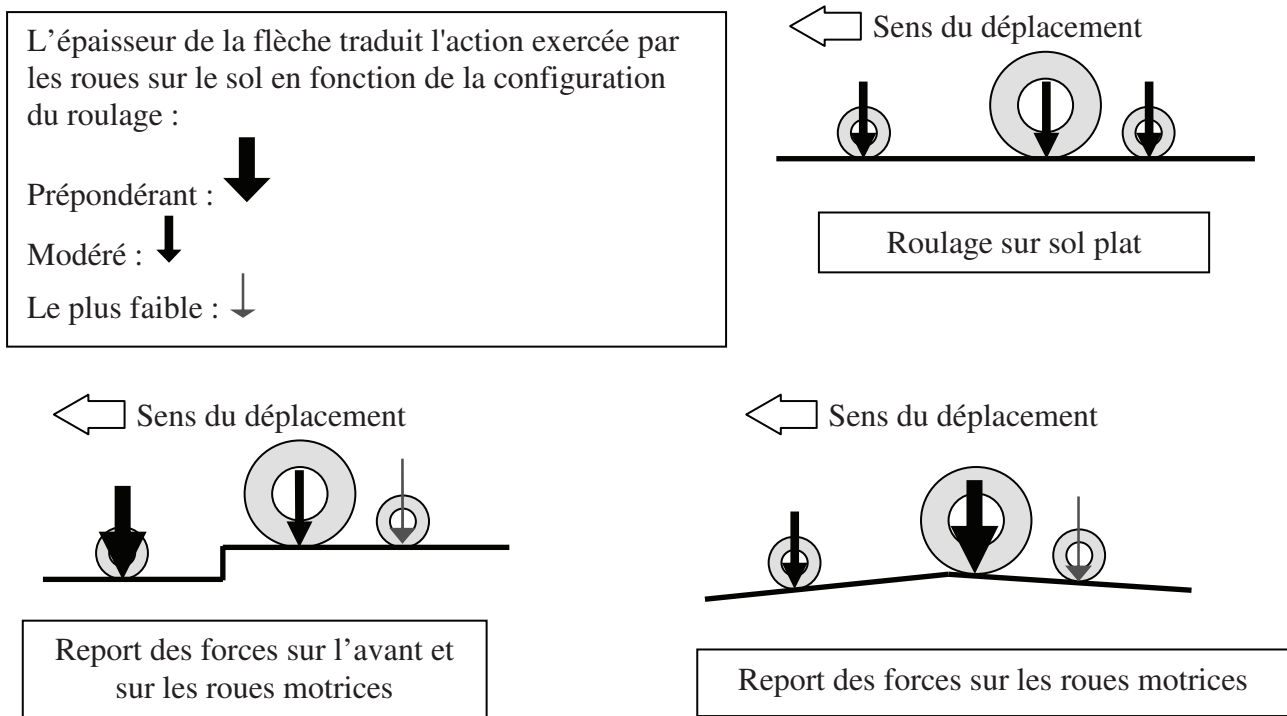 L’épaisseur de la flèche traduit l'action exercée par
les roues sur le sol en fonction de la configuration
du roulage :
Prépondérant :
Modéré :
Le plus faible :
Sens du déplacement
Roulage sur sol plat
Sens du déplacement
Report des forces sur l’avant et
sur les roues motrices
Sens du déplacement
Report des forces sur les roues motrices